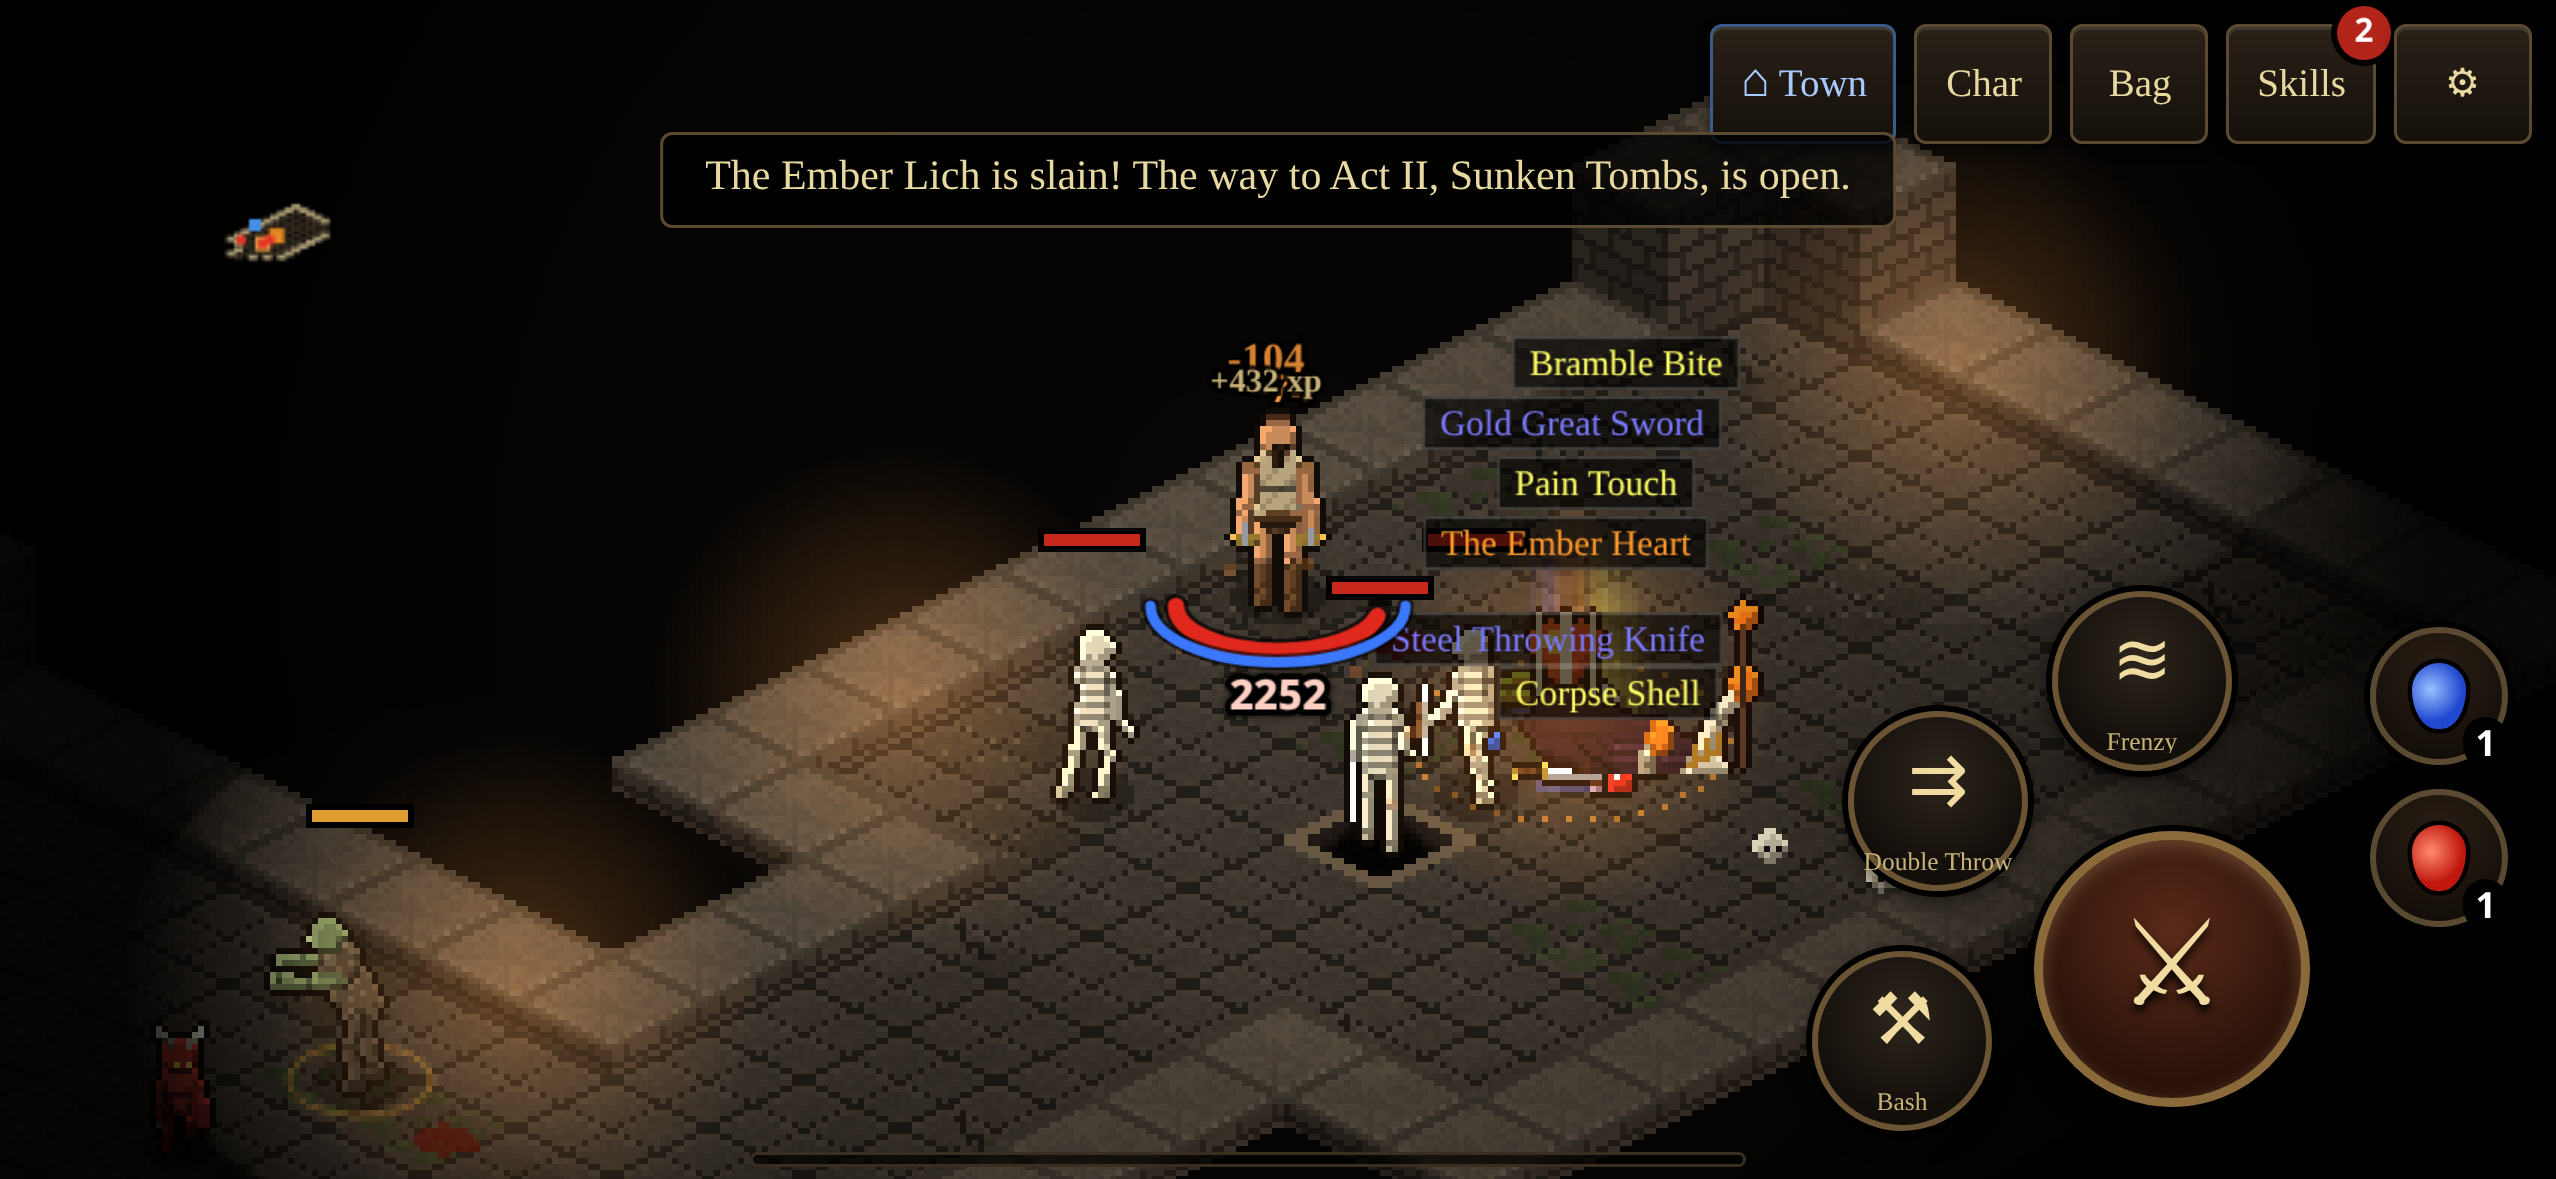 2
Town
Char
Bag
Skills
The Ember Lich is slain! The way to Act II, Sunken Tombs, is open.
-104
+432 xp
Bramble Bite
Gold Great Sword
Pain Touch
The Ember Heart
Steel Throwing Knife
Corpse Shell
2252
Frenzy
1
Double Throw
1
Bash